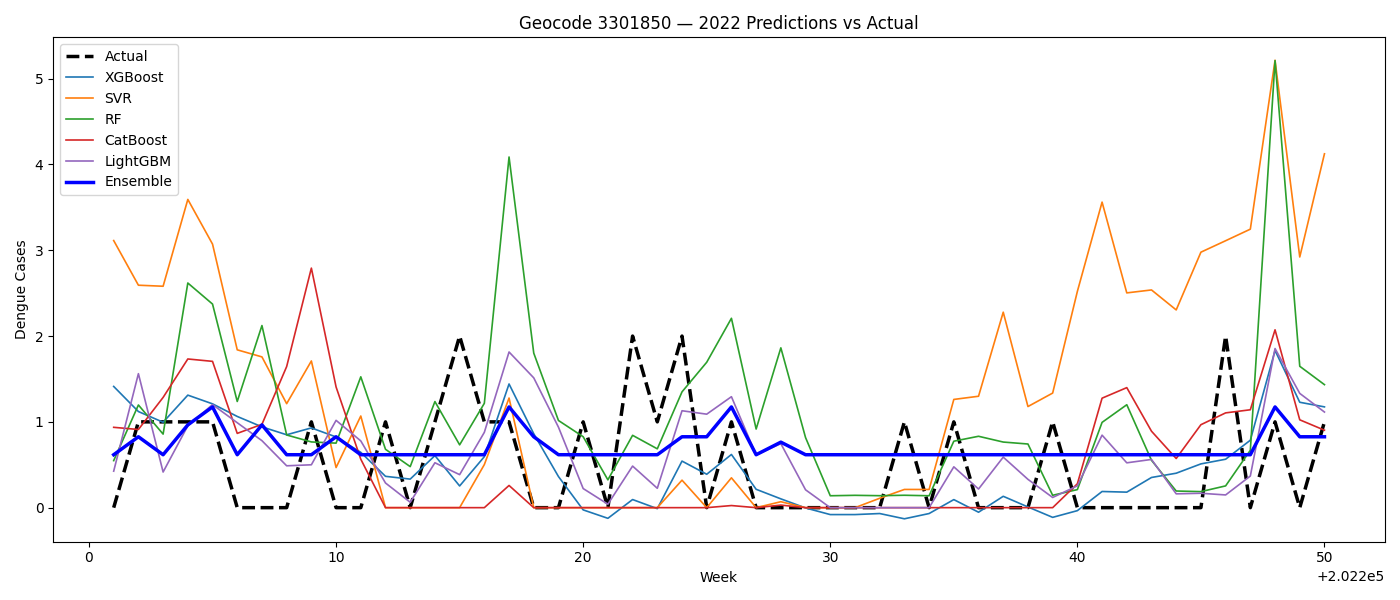 Geocode 3301850 — 2022 Predictions vs Actual
Actual
XGBoost
SVR
RF
CatBoost
LightGBM
Ensemble
Dengue Cases
5
4
3
2
1
0
0 10 20 30 40 50
Week
+2.022e5